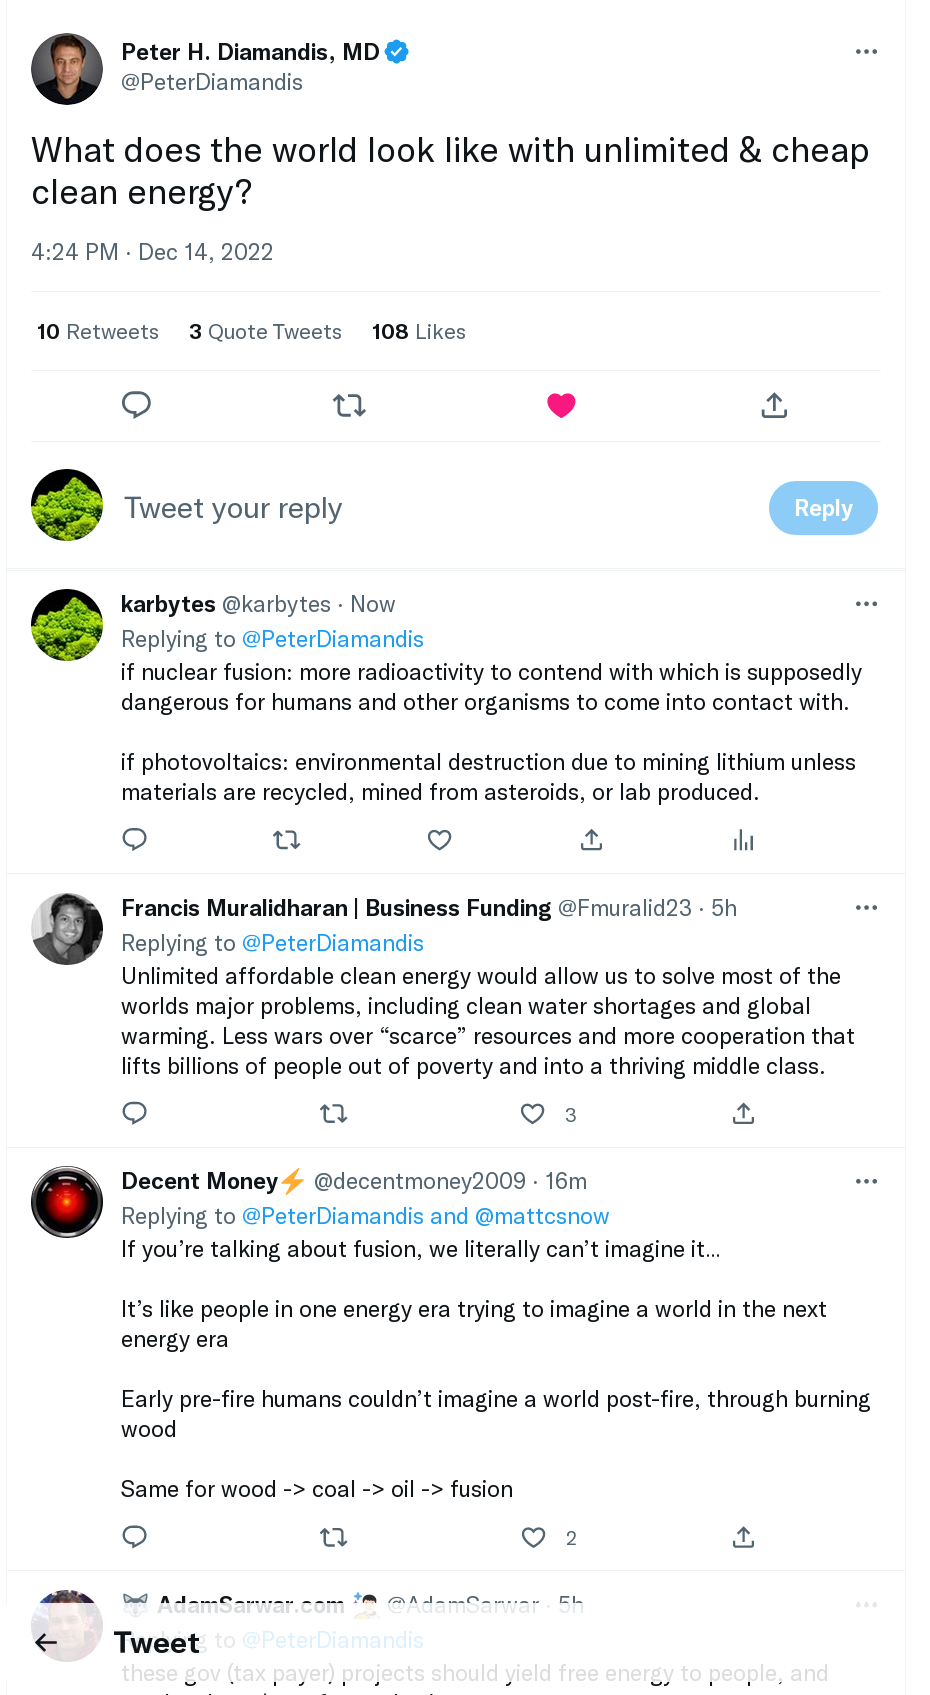 Peter H. Diamandis, MD
@PeterDiamandis
What does the world look like with unlimited & cheap
clean energy?
4:24 PM · Dec 14, 2022
10 Retweets 3 Quote Tweets 108 Likes
Tweet your reply
Reply
karbytes @karbytes · Now
Replying to @PeterDiamandis
if nuclear fusion: more radioactivity to contend with which is supposedly
dangerous for humans and other organisms to come into contact with.
if photovoltaics: environmental destruction due to mining lithium unless
materials are recycled, mined from asteroids, or lab produced.
Francis Muralidharan | Business Funding @Fmuralid23 · 5h
Replying to @PeterDiamandis
Unlimited affordable clean energy would allow us to solve most of the
worlds major problems, including clean water shortages and global
warming. Less wars over “scarce” resources and more cooperation that
lifts billions of people out of poverty and into a thriving middle class.
3
Decent Money⚡ @decentmoney2009 · 16m
Replying to @PeterDiamandis and @mattcsnow
If you’re talking about fusion, we literally can’t imagine it...
It’s like people in one energy era trying to imagine a world in the next
energy era
Early pre-fire humans couldn’t imagine a world post-fire, through burning
wood
Same for wood -> coal -> oil -> fusion
2
AdamSarwar.com @AdamSarwar · 5h
to @PeterDiamandis
Tweet
these gov (tax payer) projects should yield free energy to people, and